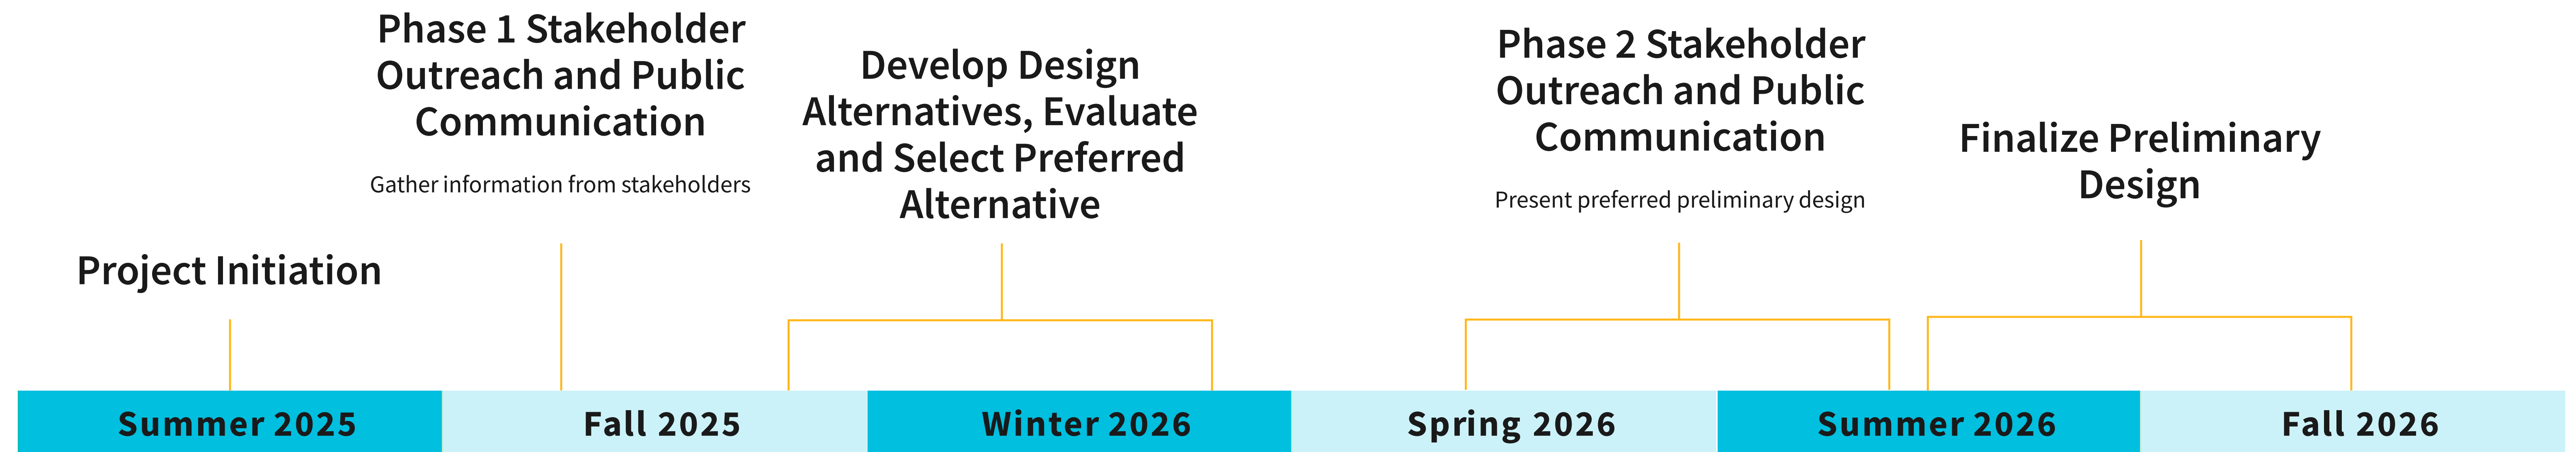 Project Initiation
Phase 1 Stakeholder
Outreach and Public
Communication
Gather information from stakeholders
Develop Design
Alternatives, Evaluate
and Select Preferred
Alternative
Phase 2 Stakeholder
Outreach and Public
Communication
Present preferred preliminary design
Finalize Preliminary
Design
Summer 2025
Fall 2025
Winter 2026
Spring 2026
Summer 2026
Fall 2026